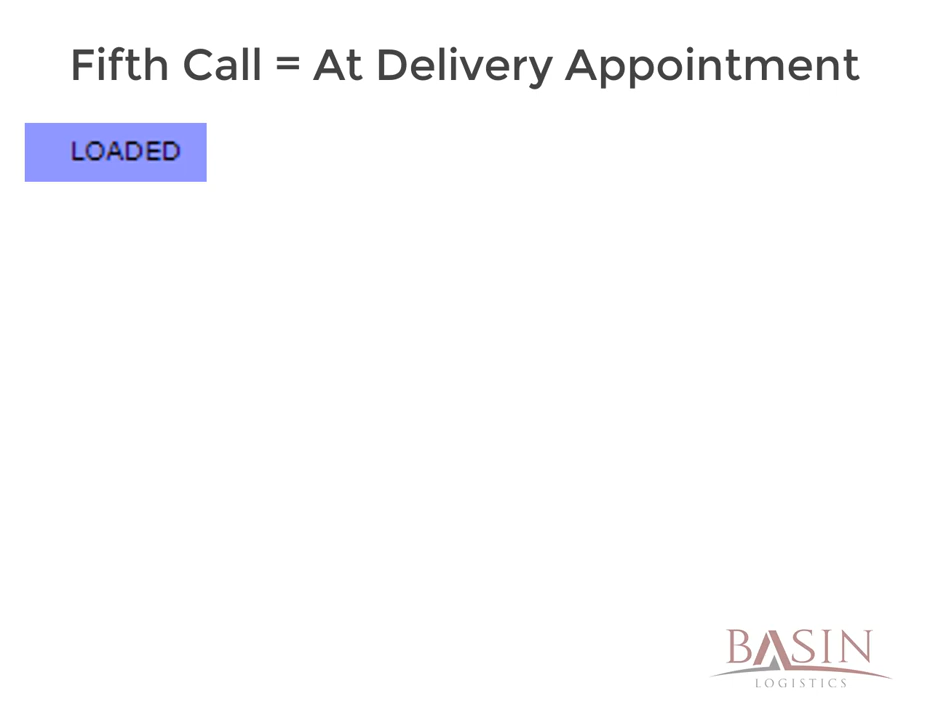 Fifth Call = At Delivery Appointment
LOADED
BASIN
LOGISTICS